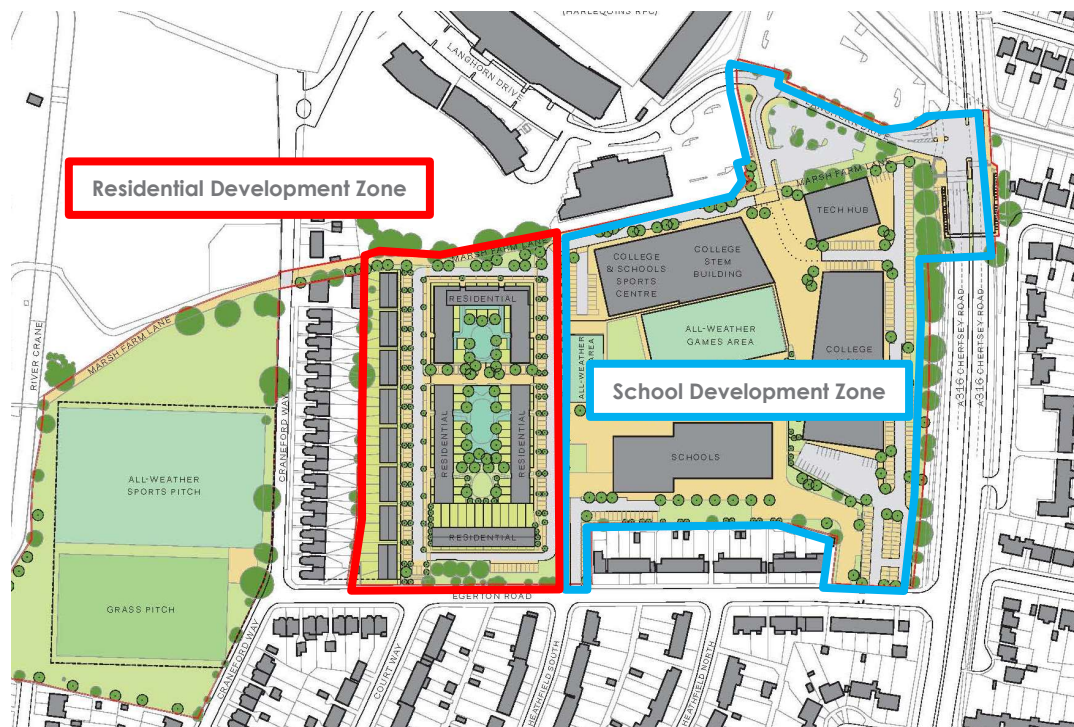 (HARLEQUINS RFC)
LANGHORN DRIVE
LANGHORN DRIVE
Residential Development Zone
MARSH FARM LANE
TECH HUB
COLLEGE
STEM
BUILDING
COLLEGE
& SCHOOLS
SPORTS
CENTRE
MARSH FARM LANE
RESIDENTIAL
ALL-WEATHER
GAMES AREA
ALL-WEATHER
AREA
COLLEGE
School Development Zone
A316 CHERTSEY ROAD
A316 CHERTSEY ROAD
RIVER CRANE
MARSH FARM LANE
CRANEFORD WAY
RESIDENTIAL
RESIDENTIAL
SCHOOLS
ALL-WEATHER
SPORTS PITCH
RESIDENTIAL
GRASS PITCH
EGERTON ROAD
CRANEFORD WAY
COURT WAY
HEATHFIELD SOUTH
HEATHFIELD NORTH